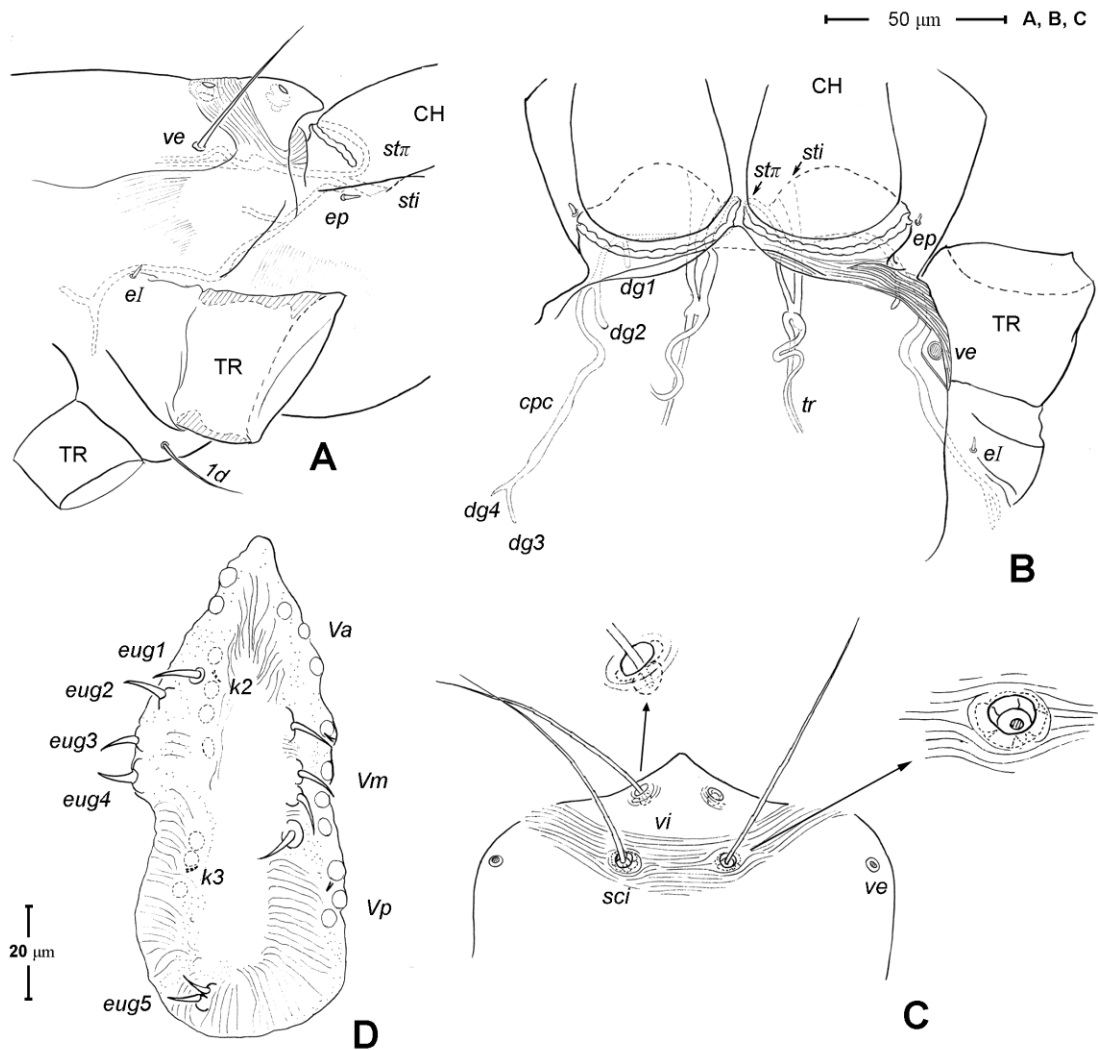 50 µm A, B, C
CH
ve
stπ
sti
ep
eI
TR
TR
1d
A
CH
stπ
sti
ep
dg1
dg2
TR
ve
cpc
tr
eI
dg4
dg3
B
Va
eug1
eug2
k2
eug3
Vm
eug4
k3
Vp
20 µm
eug5
D
vi
sci
ve
C